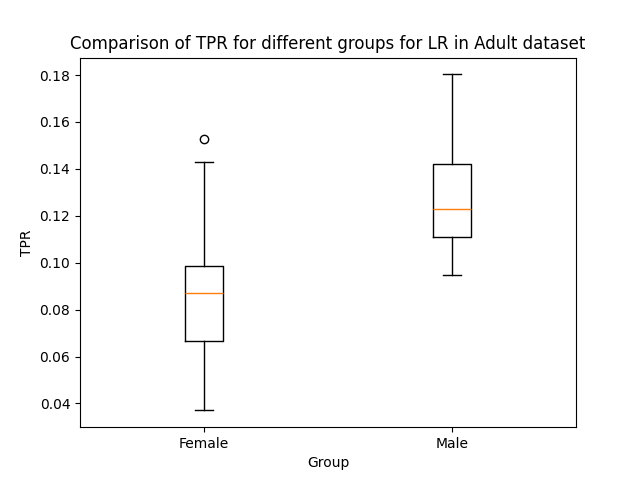 Comparison of TPR for different groups for LR in Adult dataset
0.18
0.16
0.14
0.12
0.10
0.08
0.06
0.04
TPR
Female
Male
Group